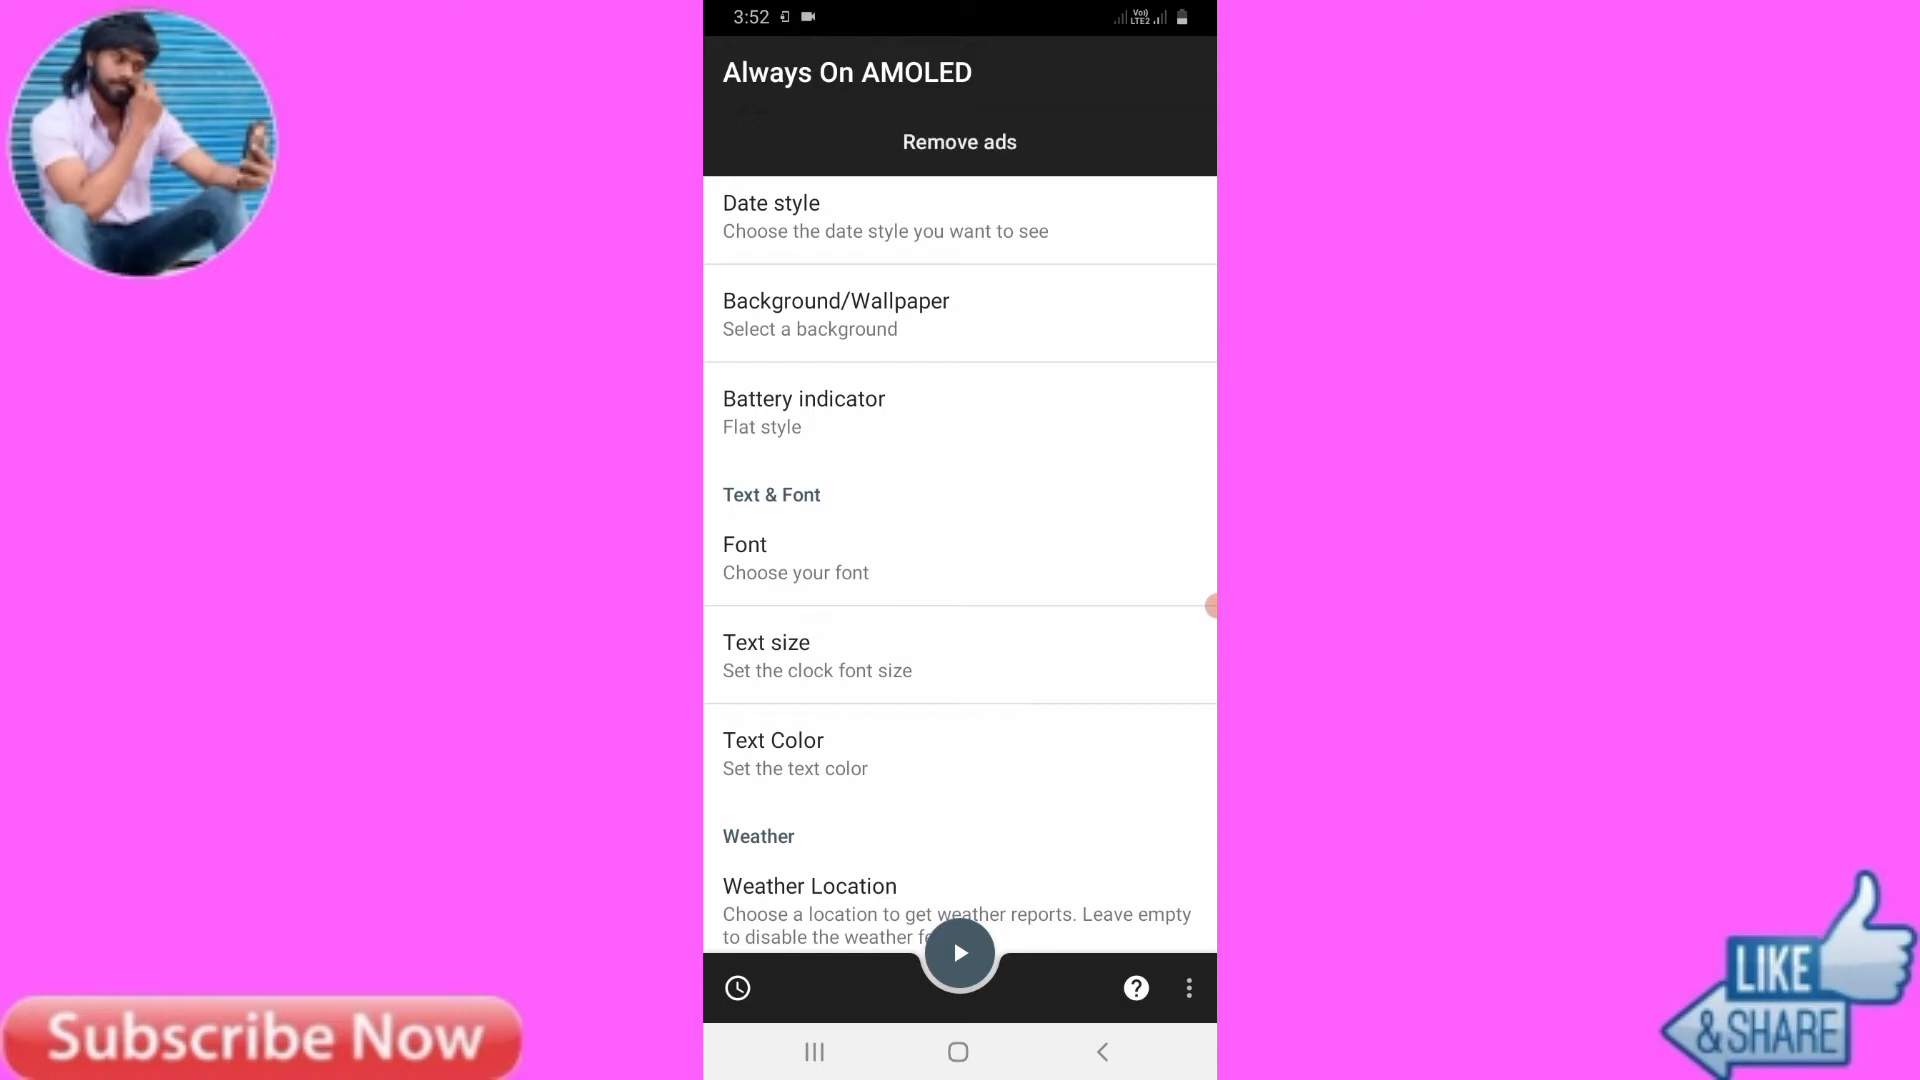 3:52
Vo)
LTE2
Always On AMOLED
Remove ads
Date style
Choose the date style you want to see
Background/Wallpaper
Select a background
Battery indicator
Flat style
Text & Font
Font
Choose your font
Text size
Set the clock font size
Text Color
Set the text color
Weather
Weather Location
Choose a location to get weather reports. Leave empty
to disable the weather
?
Subscribe Now
LIKE
& SHARE